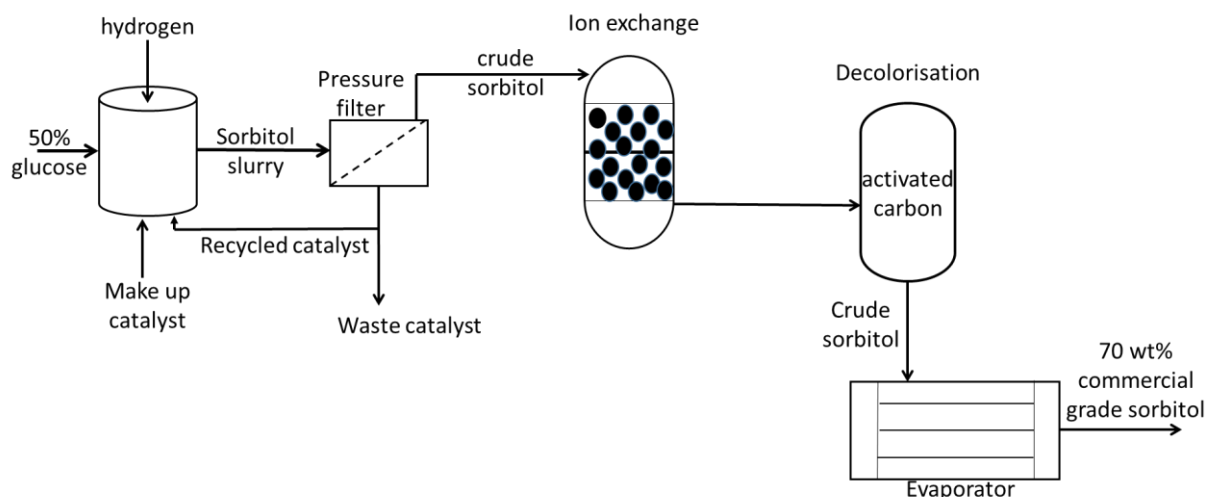 hydrogen
50%
glucose
Sorbitol
slurry
Make up
catalyst
Recycled catalyst
Pressure
filter
Waste catalyst
crude
sorbitol
Ion exchange
Decolorisation
activated
carbon
Crude
sorbitol
Evaporator
70 wt%
commercial
grade sorbitol